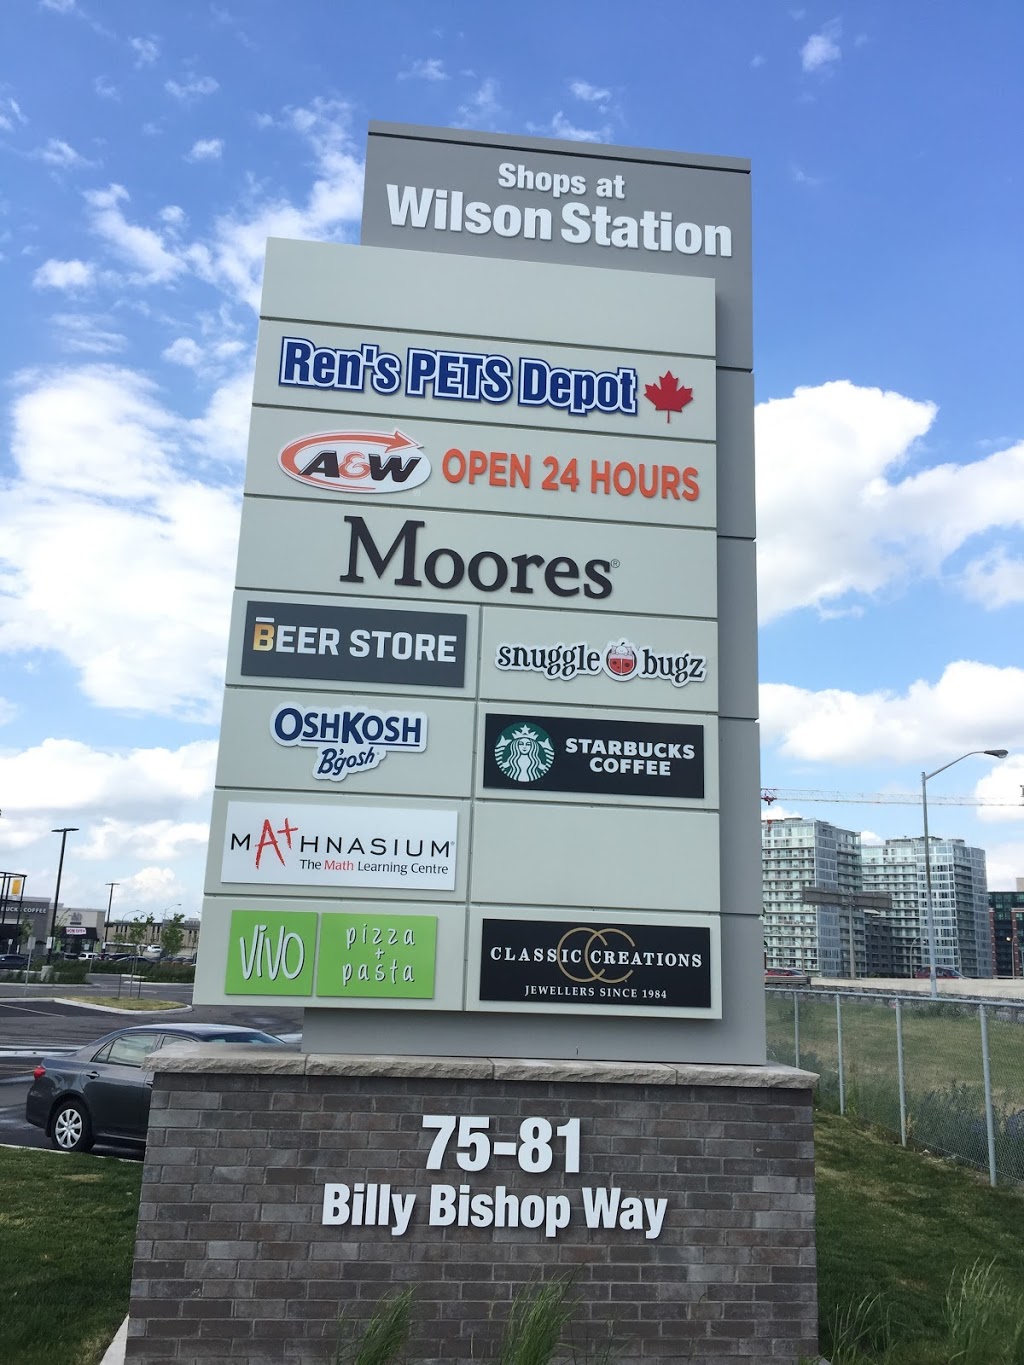 Shops at
Wilson Station
Ren's PETS Depot
A&W OPEN 24 HOURS
Moores®
BEER STORE
snuggle bugz
OSHKOSH
B'gosh
STARBUCKS
COFFEE
MATHNASIUM®
The Math Learning Centre
VIVO
pizza
+
pasta
CLASSIC CREATIONS
JEWELLERS SINCE 1984
75-81
Billy Bishop Way